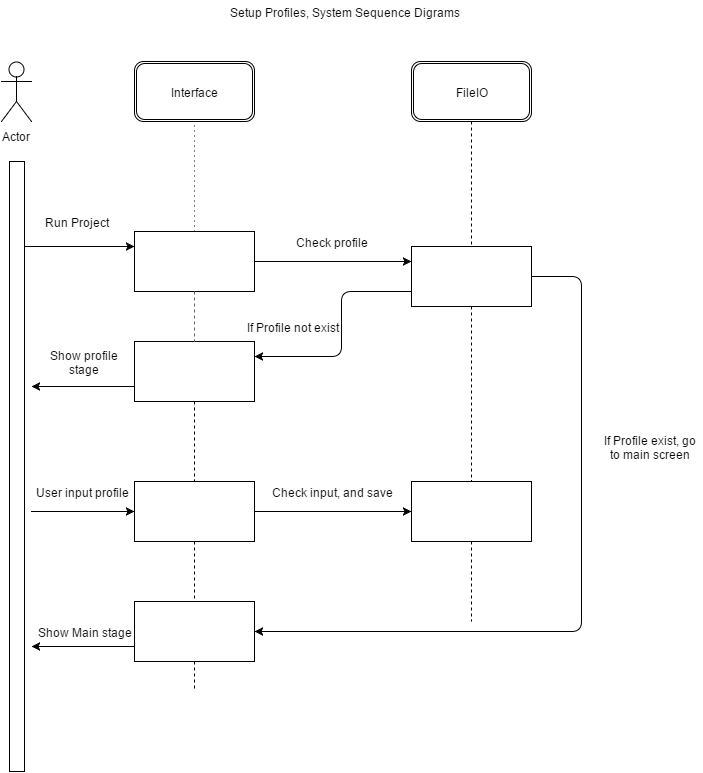 Setup Profiles, System Sequence Digrams
Interface
FileIO
Actor
Run Project
Check profile
If Profile not exist
Show profile
stage
If Profile exist, go
to main screen
User input profile
Check input, and save
Show Main stage